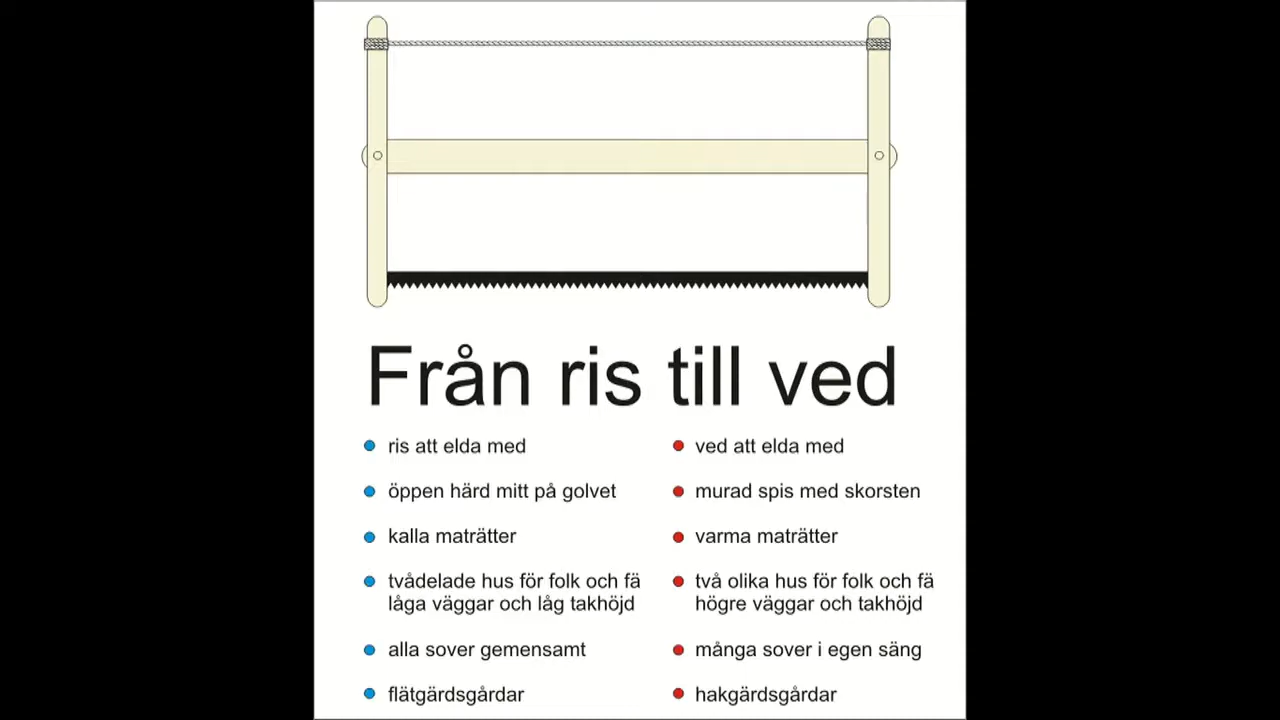 Från ris till ved
ris att elda med
öppen härd mitt på golvet
kalla maträtter
tvådelade hus för folk och fä
låga väggar och låg takhöjd
alla sover gemensamt
flätgärdsgårdar
ved att elda med
murad spis med skorsten
varma maträtter
två olika hus för folk och fä
högre väggar och takhöjd
många sover i egen säng
hakgärdsgårdar